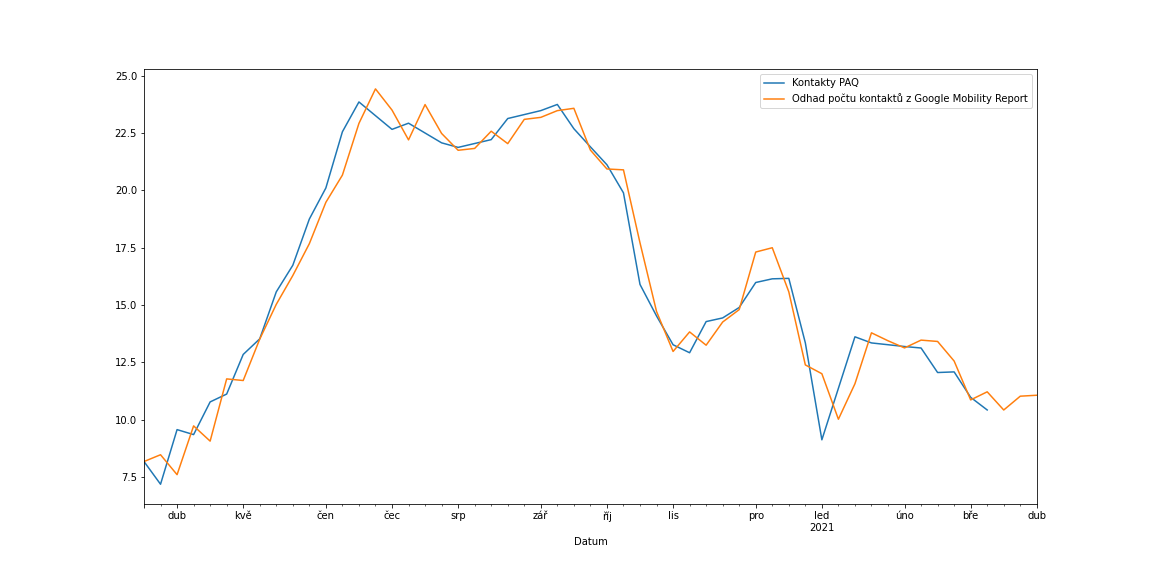 Kontakty PAQ
Odhad počtu kontaktů z Google Mobility Report
25.0
22.5
20.0
17.5
15.0
12.5
10.0
7.5
dub kvě čen čec srp zář říj lis pro led úno bře dub
2021
Datum